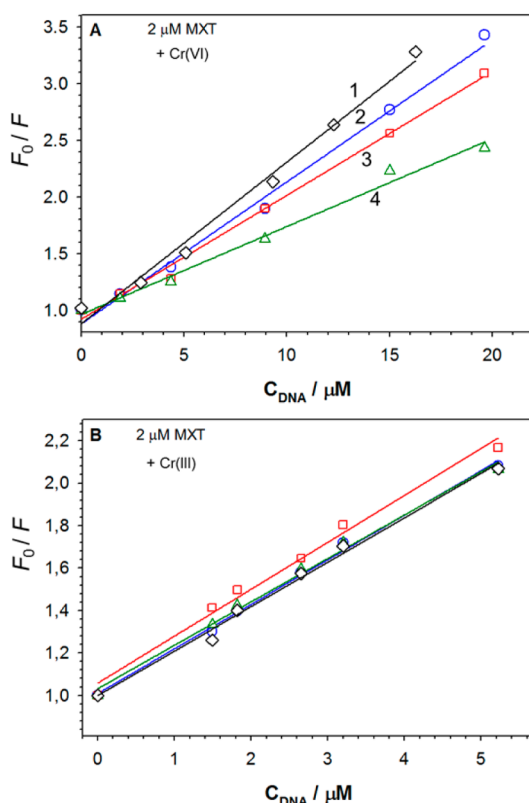 A
2 μM MXT
+ Cr(VI)
3.5
3.0
2.5
2.0
1.5
1.0
F0 / F
1
2
3
4
0
5
10
15
20
CDNA / μM
B
2 μM MXT
+ Cr(III)
2,2
2,0
1,8
1,6
1,4
1,2
1,0
F0 / F
0
1
2
3
4
5
CDNA / μM